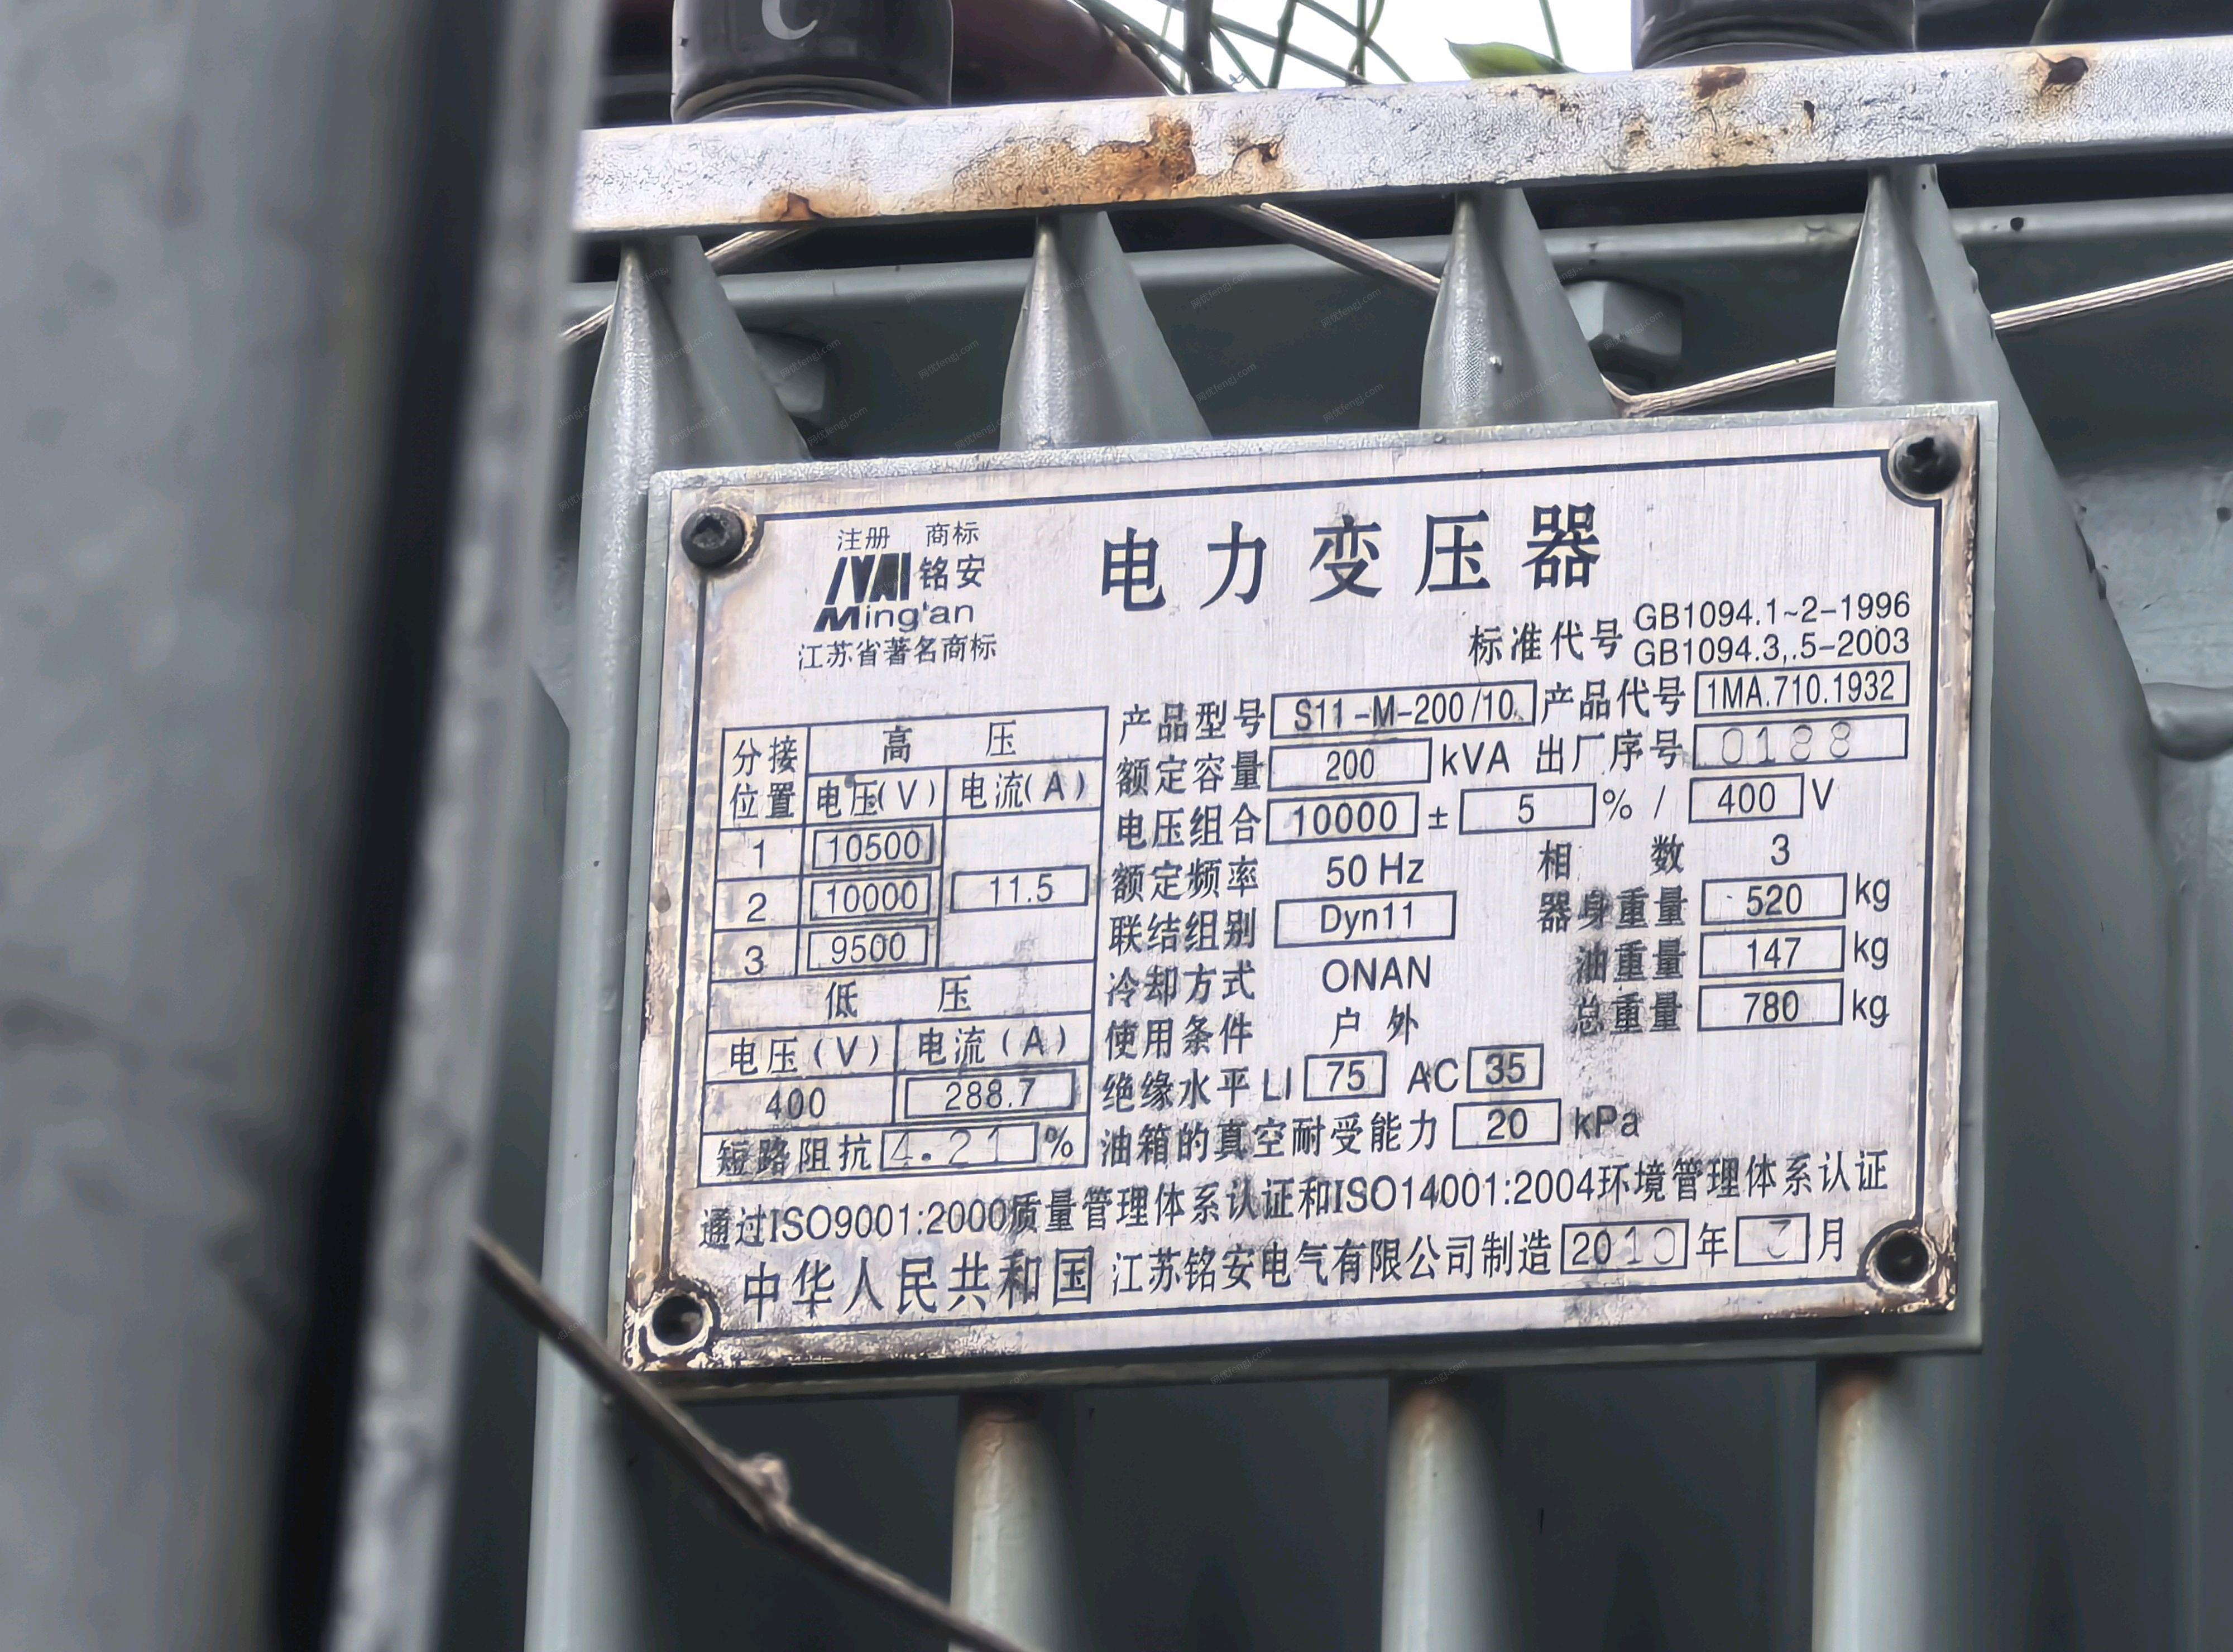 C
注册 商标
铭安
Ming'an
江苏省著名商标
电力变压器
标准代号 GB1094.1~2-1996
GB1094.3,.5-2003
产品型号 S11-M-200/10 产品代号 1MA.710.1932
额定容量 200 kVA 出厂序号 0188
电压组合 10000 ± 5 % / 400 V
额定频率 50 Hz 相数 3
联结组别 Dyn11 器身重量 520 kg
冷却方式 ONAN 油重量 147 kg
使用条件 户外 总重量 780 kg
绝缘水平 LI 75 AC 35
油箱的真空耐受能力 20 kPa
分接位置 高压
电压(V) 电流(A)
1 10500
2 10000 11.5
3 9500
低压
电压(V) 电流(A)
400 288.7
短路阻抗 4.21 %
通过ISO9001:2000质量管理体系认证和ISO14001:2004环境管理体系认证
中华人民共和国 江苏铭安电气有限公司制造 2010 年 月